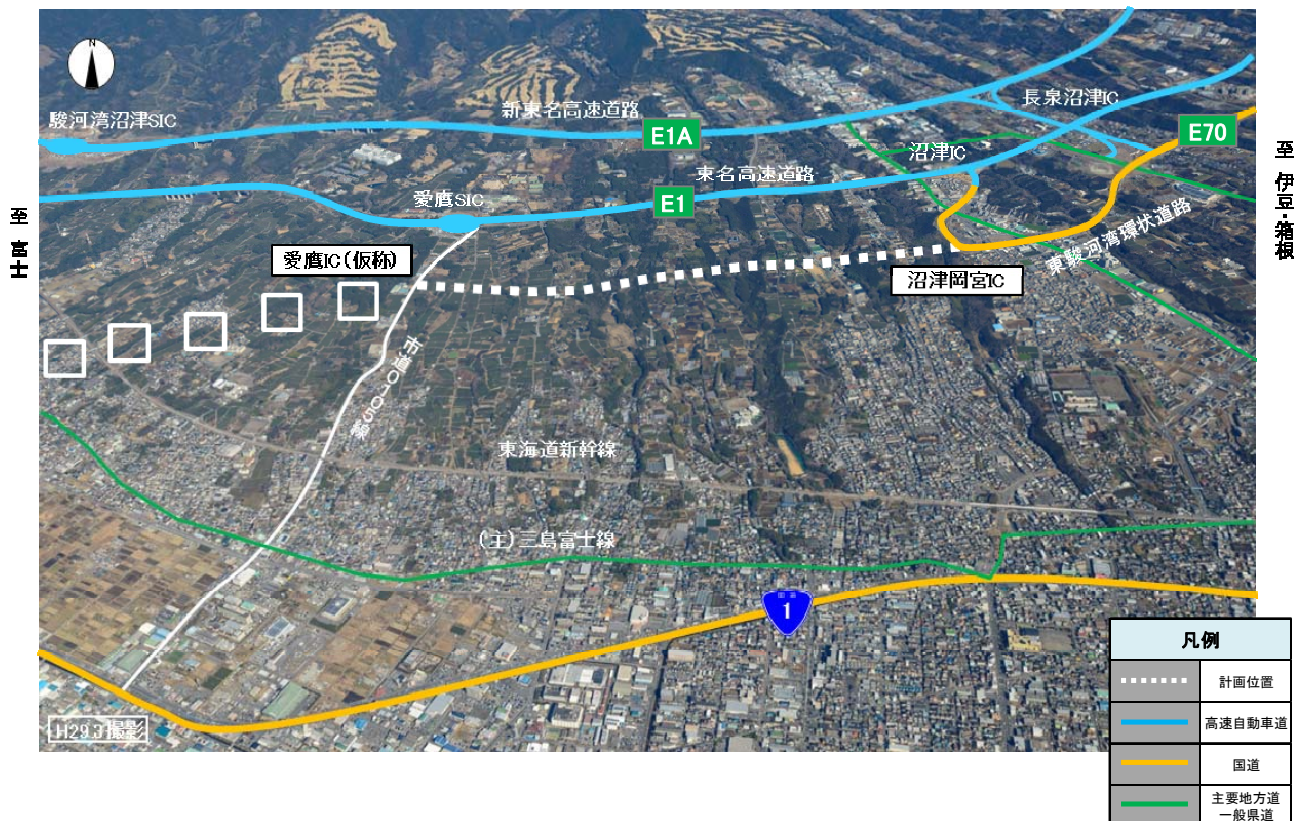 N
駿河湾沼津SIC
新東名高速道路
E1A
長泉沼津IC
E70
沼津IC
東名高速道路
愛鷹SIC
E1
至 伊豆・箱根
至 富士
東駿河湾環状道路
愛鷹IC(仮称)
沼津岡宮IC
市道0105線
東海道新幹線
(主)三島富士線
国道
1
H29.3撮影
凡例
計画位置
高速自動車道
国道
主要地方道
一般県道